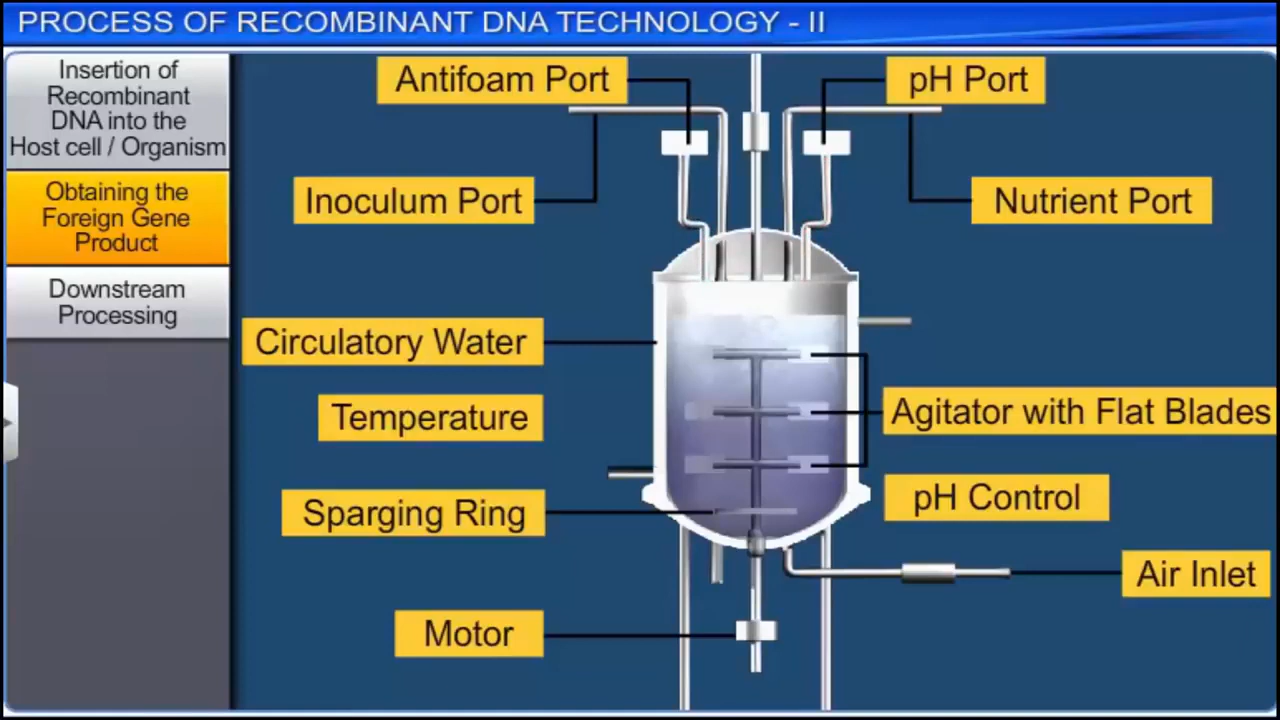 PROCESS OF RECOMBINANT DNA TECHNOLOGY - II
Insertion of
Recombinant
DNA into the
Host cell / Organism
Obtaining the
Foreign Gene
Product
Downstream
Processing
Antifoam Port
pH Port
Inoculum Port
Nutrient Port
Circulatory Water
Temperature
Agitator with Flat Blades
Sparging Ring
pH Control
Air Inlet
Motor